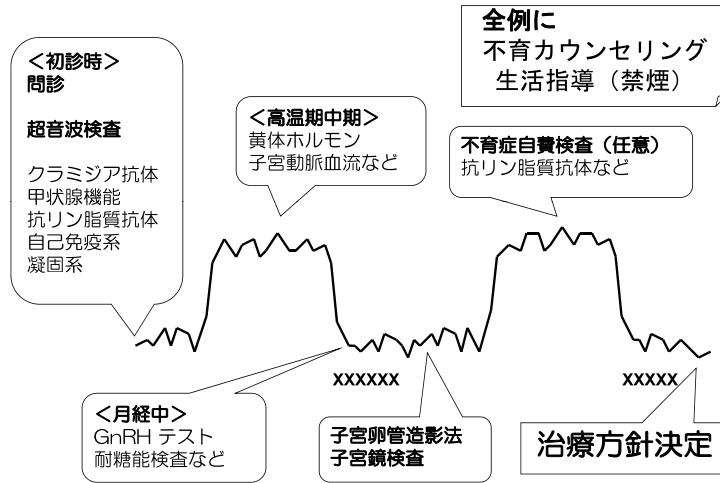 ＜初診時＞
問診
超音波検査
クラミジア抗体
甲状腺機能
抗リン脂質抗体
自己免疫系
凝固系
＜高温期中期＞
黄体ホルモン
子宮動脈血流など
全例に
不育カウンセリング
生活指導（禁煙）
不育症自費検査（任意）
抗リン脂質抗体など
XXXXXX
XXXXX
＜月経中＞
GnRH テスト
耐糖能検査など
子宮卵管造影法
子宮鏡検査
治療方針決定